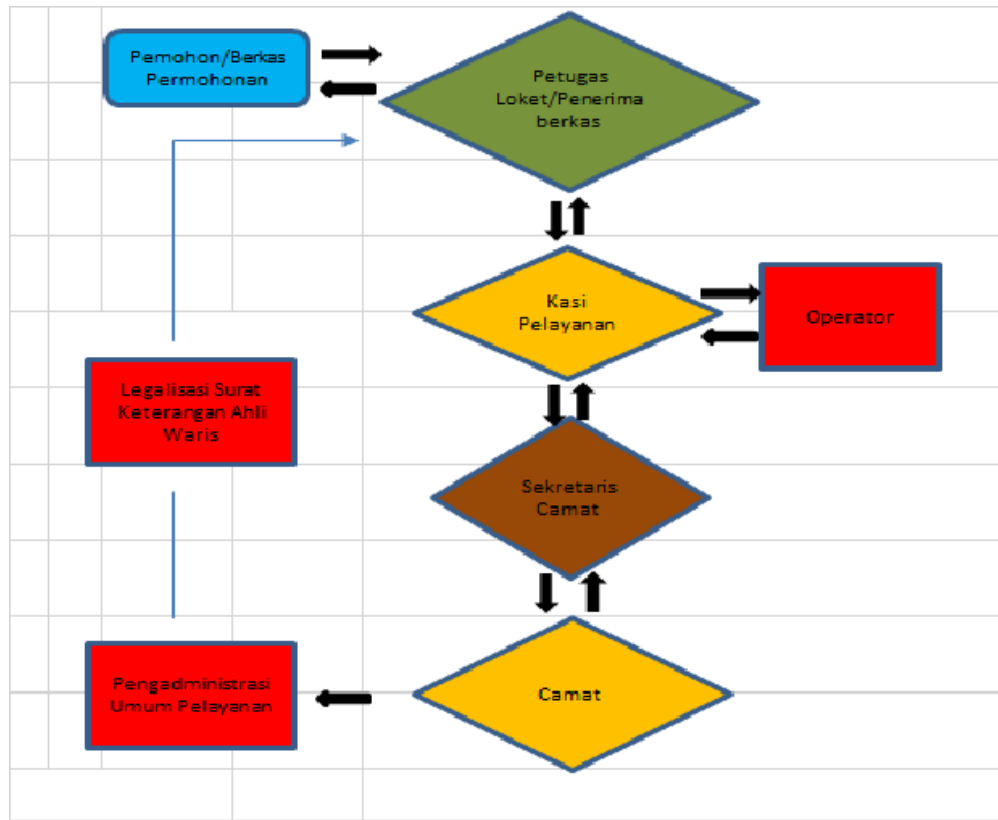 Pemohon/Berkas
Permohonan
Petugas
Loket/Penerima
berkas
Kasi
Pelayanan
Operator
Legalisasi Surat
Keterangan Ahli
Waris
Sekretaris
Camat
Pengadministrasi
Umum Pelayanan
Camat